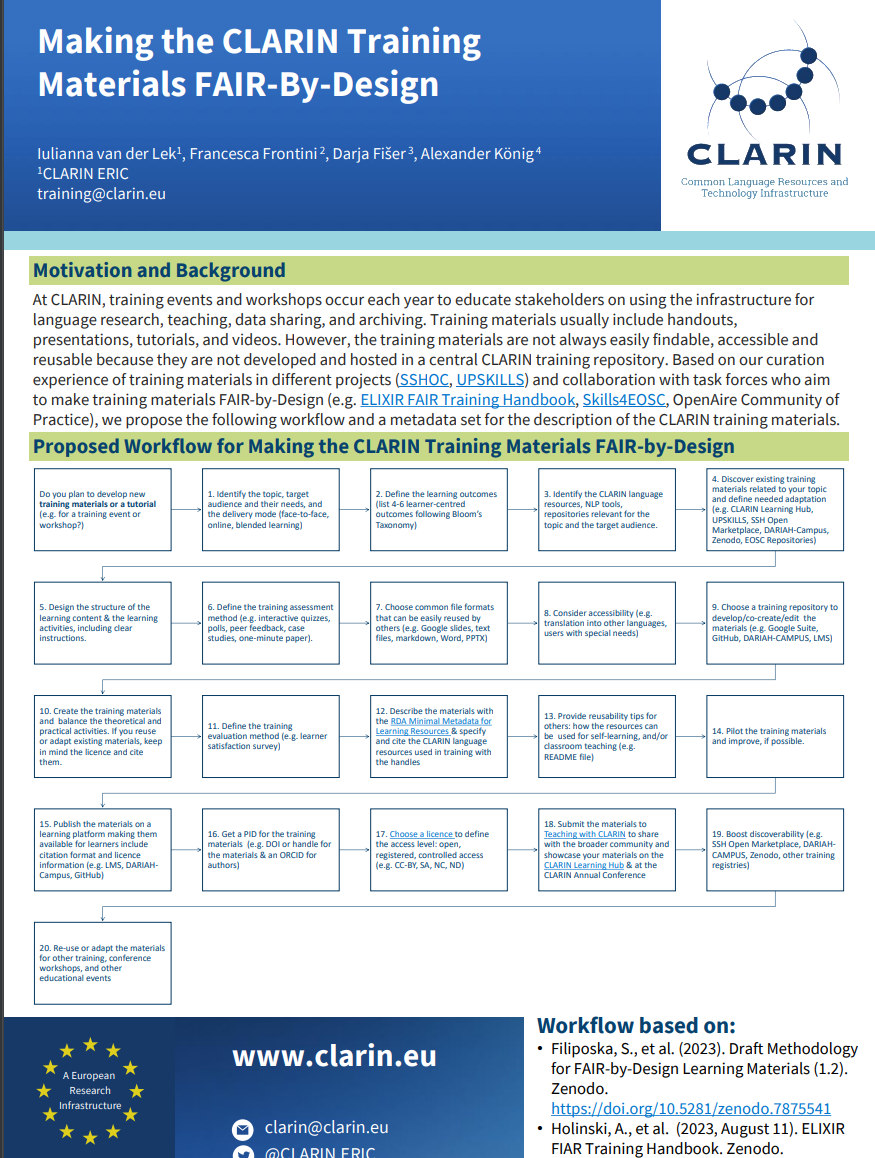 Making the CLARIN Training
Materials FAIR-By-Design
Iulianna van der Lek1, Francesca Frontini 2, Darja Fišer 3, Alexander König 4
1CLARIN ERIC
training@clarin.eu
CLARIN
Common Language Resources and
Technology Infrastructure
Motivation and Background
At CLARIN, training events and workshops occur each year to educate stakeholders on using the infrastructure for
language research, teaching, data sharing, and archiving. Training materials usually include handouts,
presentations, tutorials, and videos. However, the training materials are not always easily findable, accessible and
reusable because they are not developed and hosted in a central CLARIN training repository. Based on our curation
experience of training materials in different projects (SSHOC, UPSKILLS) and collaboration with task forces who aim
to make training materials FAIR-by-Design (e.g. ELIXIR FAIR Training Handbook, Skills4EOSC, OpenAire Community of
Practice), we propose the following workflow and a metadata set for the description of the CLARIN training materials.
Proposed Workflow for Making the CLARIN Training Materials FAIR-by-Design
Do you plan to develop new
training materials or a tutorial
(e.g. for a training event or
workshop?)
1. Identify the topic, target
audience and their needs, and
the delivery mode (face-to-face,
online, blended learning)
2. Define the learning outcomes
(list 4-6 learner-centred
outcomes following Bloom's
Taxonomy)
3. Identify the CLARIN language
resources, NLP tools,
repositories relevant for the
topic and the target audience.
4. Discover existing training
materials related to your topic
and define needed adaptation
(e.g. CLARIN Learning Hub,
UPSKILLS, SSH Open
Marketplace, DARIAH-Campus,
Zenodo, EOSC Repositories)
5. Design the structure of the
learning content & the learning
activities, including clear
instructions.
6. Define the training assessment
method (e.g. interactive quizzes,
polls, peer feedback, case
studies, one-minute paper).
7. Choose common file formats
that can be easily reused by
others (e.g. Google slides, text
files, markdown, Word, PPTX)
8. Consider accessibility (e.g.
translation into other languages,
users with special needs)
9. Choose a training repository to
develop/co-create/edit the
materials (e.g. Google Suite,
GitHub, DARIAH-CAMPUS, LMS)
10. Create the training materials
and balance the theoretical and
practical activities. If you reuse
or adapt existing materials, keep
in mind the licence and cite
them.
11. Define the training
evaluation method (e.g. learner
satisfaction survey)
12. Describe the materials with
the RDA Minimal Metadata for
Learning Resources & specify
and cite the CLARIN language
resources used in training with
the handles
13. Provide reusability tips for
others: how the resources can
be used for self-learning, and/or
classroom teaching (e.g.
README file)
14. Pilot the training materials
and improve, if possible.
15. Publish the materials on a
learning platform making them
available for learners include
citation format and licence
information (e.g. LMS, DARIAH-
Campus, GitHub)
16. Get a PID for the training
materials (e.g. DOI or handle for
the materials & an ORCID for
authors)
17. Choose a licence to define
the access level: open,
registered, controlled access
(e.g. CC-BY, SA, NC, ND)
18. Submit the materials to
Teaching with CLARIN to share
with the broader community and
showcase your materials on the
CLARIN Learning Hub & at the
CLARIN Annual Conference
19. Boost discoverability (e.g.
SSH Open Marketplace, DARIAH-
CAMPUS, Zenodo, other training
registries)
20. Re-use or adapt the materials
for other training, conference
workshops, and other
educational events
A European
Research
Infrastructure
www.clarin.eu
clarin@clarin.eu
@CLARIN ERIC
Workflow based on:
• Filiposka, S., et al. (2023). Draft Methodology
for FAIR-by-Design Learning Materials (1.2).
Zenodo.
https://doi.org/10.5281/zenodo.7875541
• Holinski, A., et al. (2023, August 11). ELIXIR
FIAR Training Handbook. Zenodo.